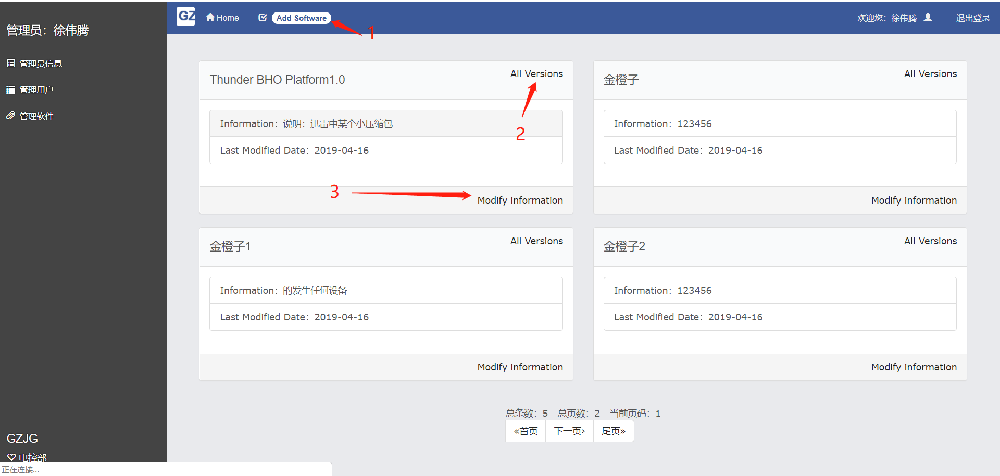 管理员：徐伟腾
管理员信息
管理用户
管理软件
GZJG
电控部
正在连接...
GZ
Home
Add Software
1
欢迎您：徐伟腾
退出登录
Thunder BHO Platform1.0
All Versions
2
Information：说明：迅雷中某个小压缩包
Last Modified Date：2019-04-16
3
Modify information
金橙子
All Versions
Information：123456
Last Modified Date：2019-04-16
Modify information
金橙子1
All Versions
Information：的发生任何设备
Last Modified Date：2019-04-16
Modify information
金橙子2
All Versions
Information：123456
Last Modified Date：2019-04-16
Modify information
总条数：5 总页数：2 当前页码：1
«首页 下一页› 尾页»